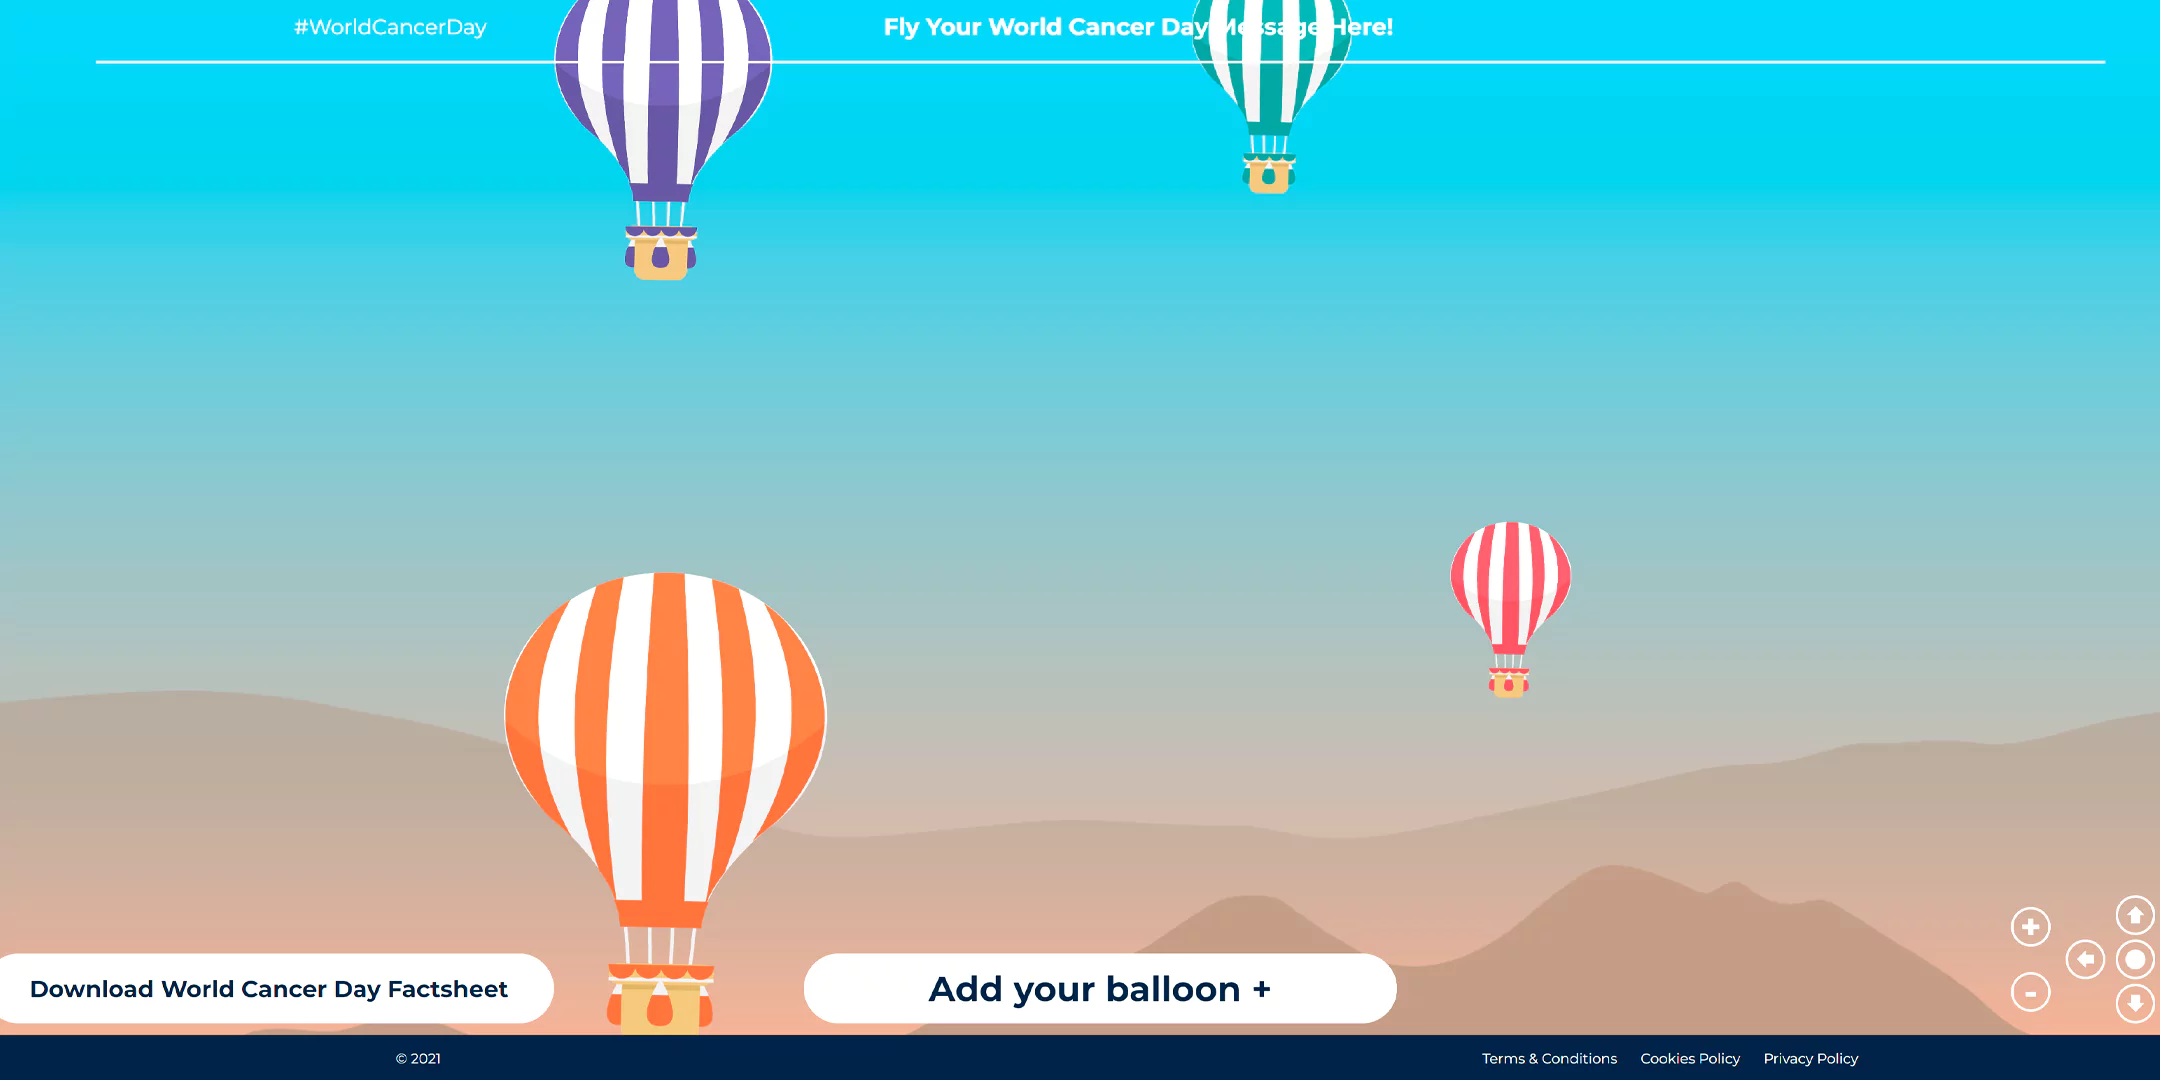 #WorldCancerDay
Fly Your World Cancer Day Message Here!
Download World Cancer Day Factsheet
Add your balloon +
© 2021
Terms & Conditions
Cookies Policy
Privacy Policy